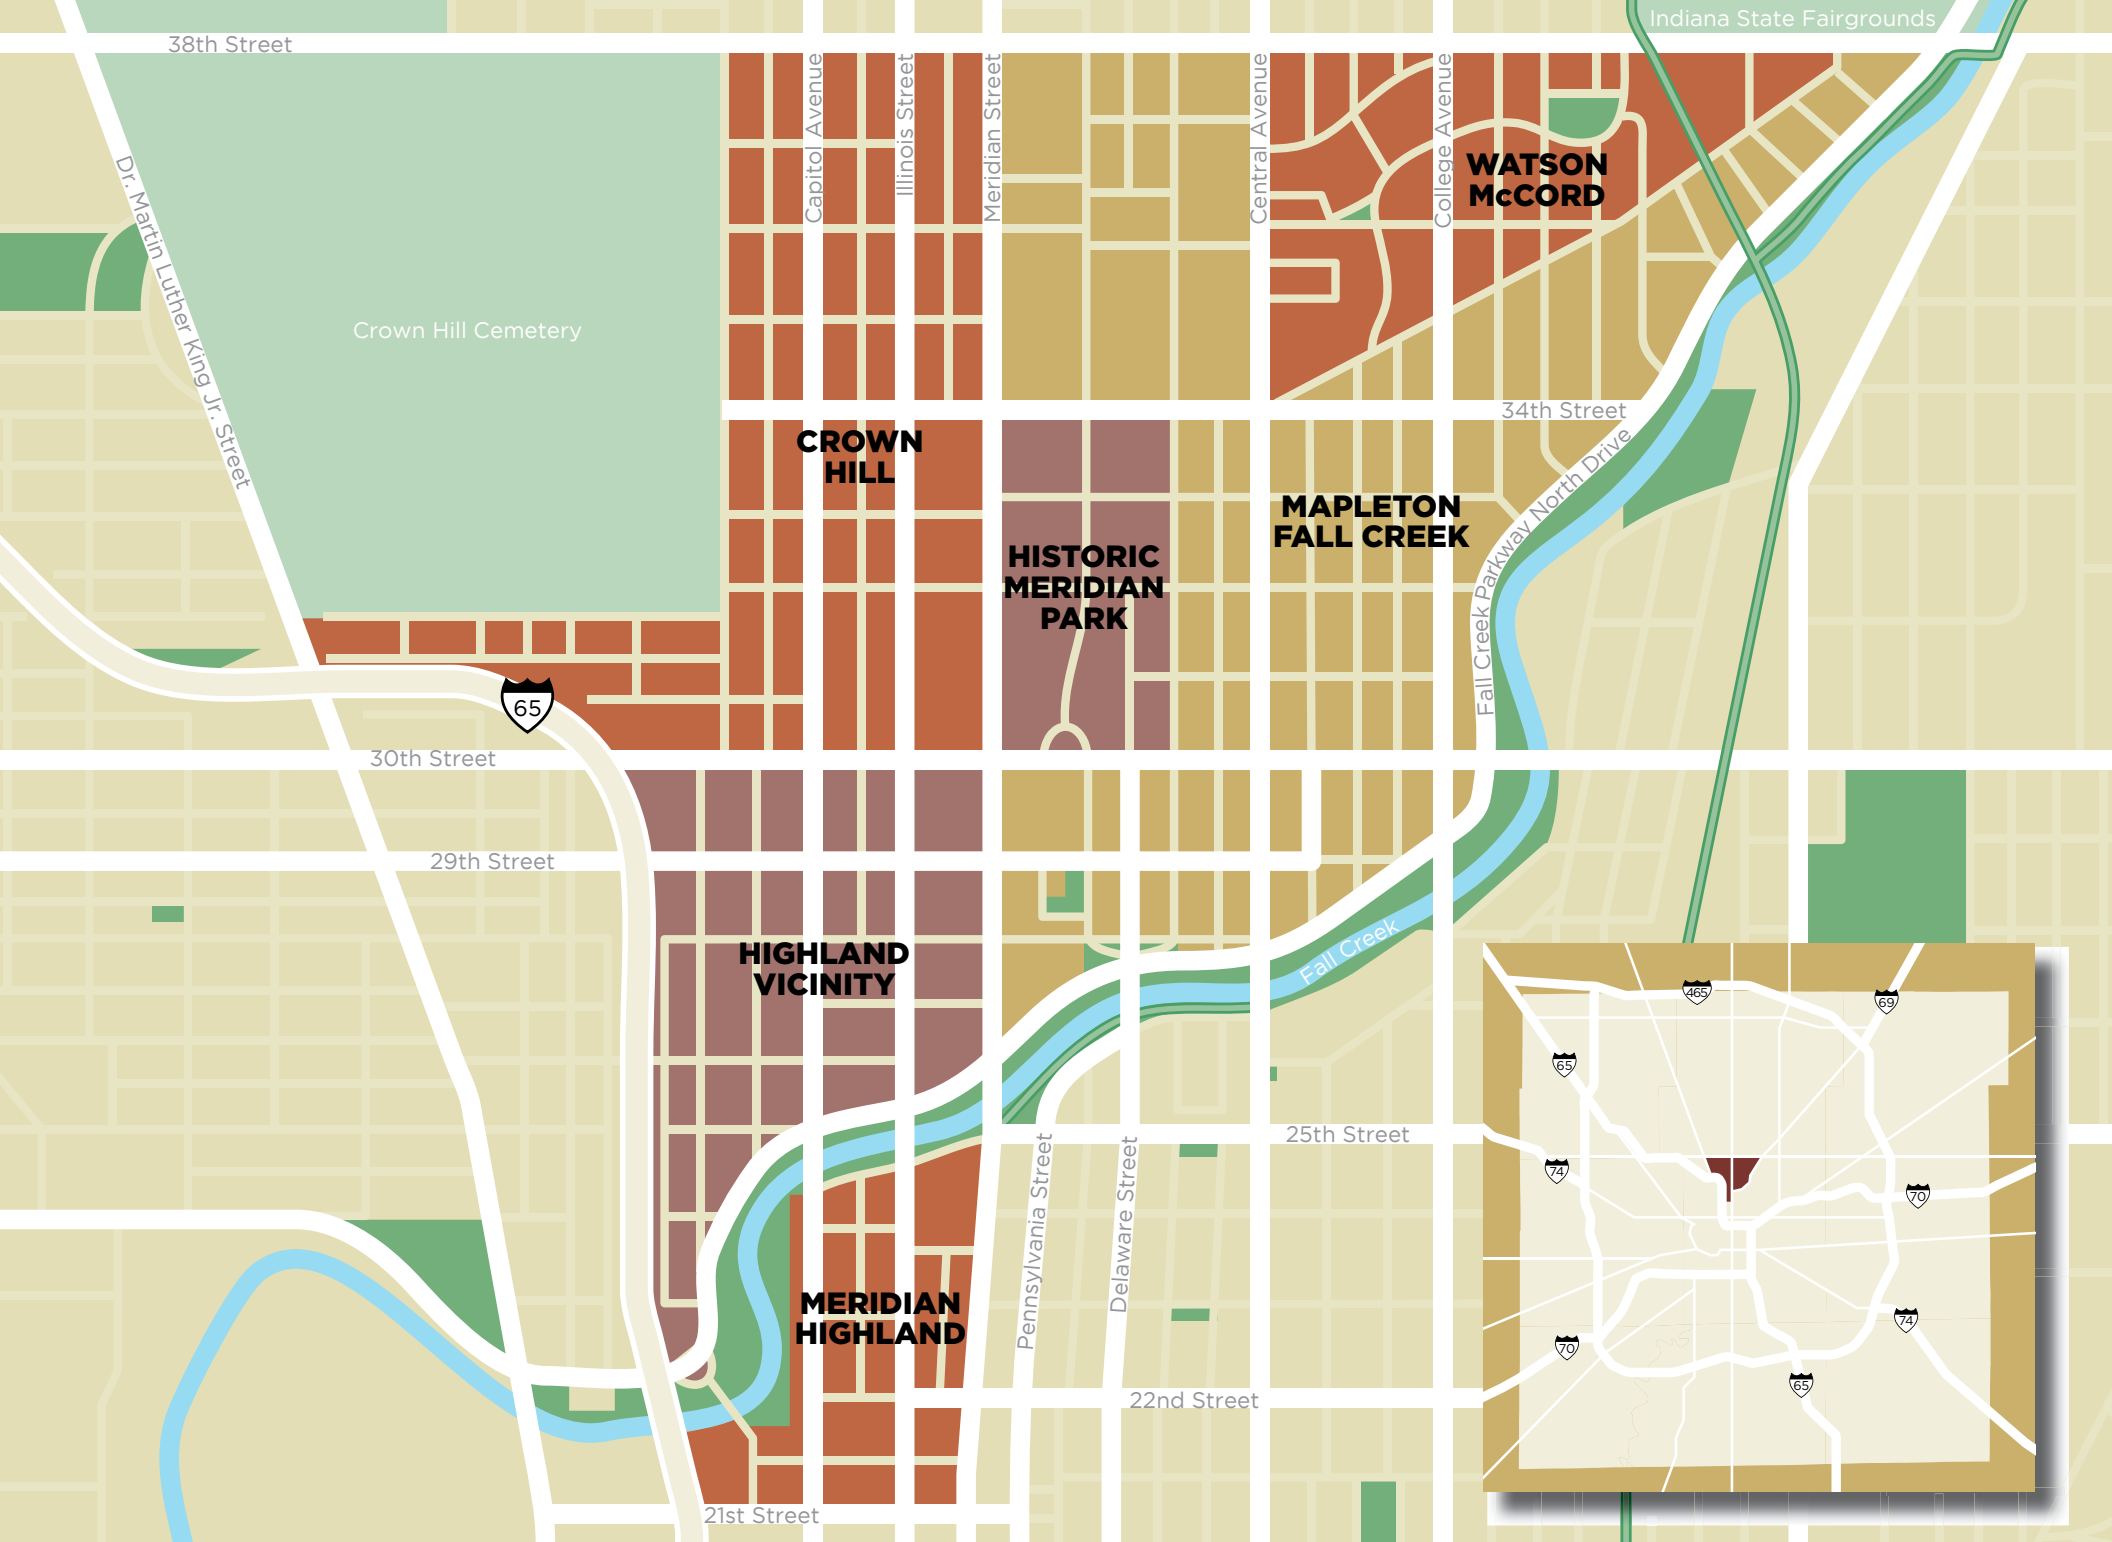 Indiana State Fairgrounds
38th Street
Capitol Avenue
Illinois Street
Meridian Street
Central Avenue
College Avenue
Dr. Martin Luther King Jr. Street
WATSON
McCORD
Crown Hill Cemetery
34th Street
CROWN
HILL
MAPLETON
FALL CREEK
Fall Creek Parkway North Drive
HISTORIC
MERIDIAN
PARK
65
30th Street
29th Street
HIGHLAND
VICINITY
Fall Creek
25th Street
Pennsylvania Street
Delaware Street
MERIDIAN
HIGHLAND
22nd Street
21st Street
465
69
65
74
70
74
70
65